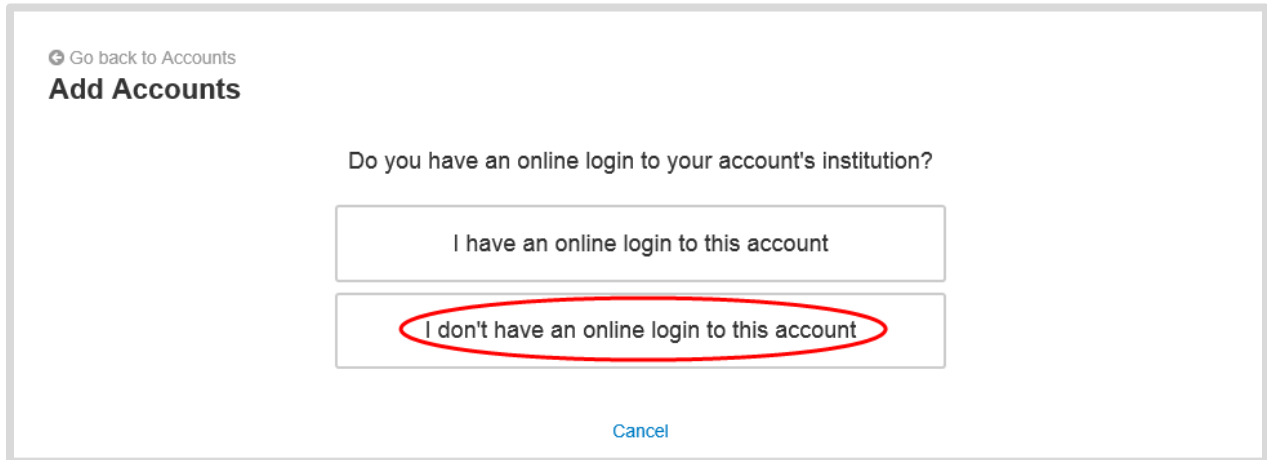 Go back to Accounts
Add Accounts
Do you have an online login to your account's institution?
I have an online login to this account
I don't have an online login to this account
Cancel